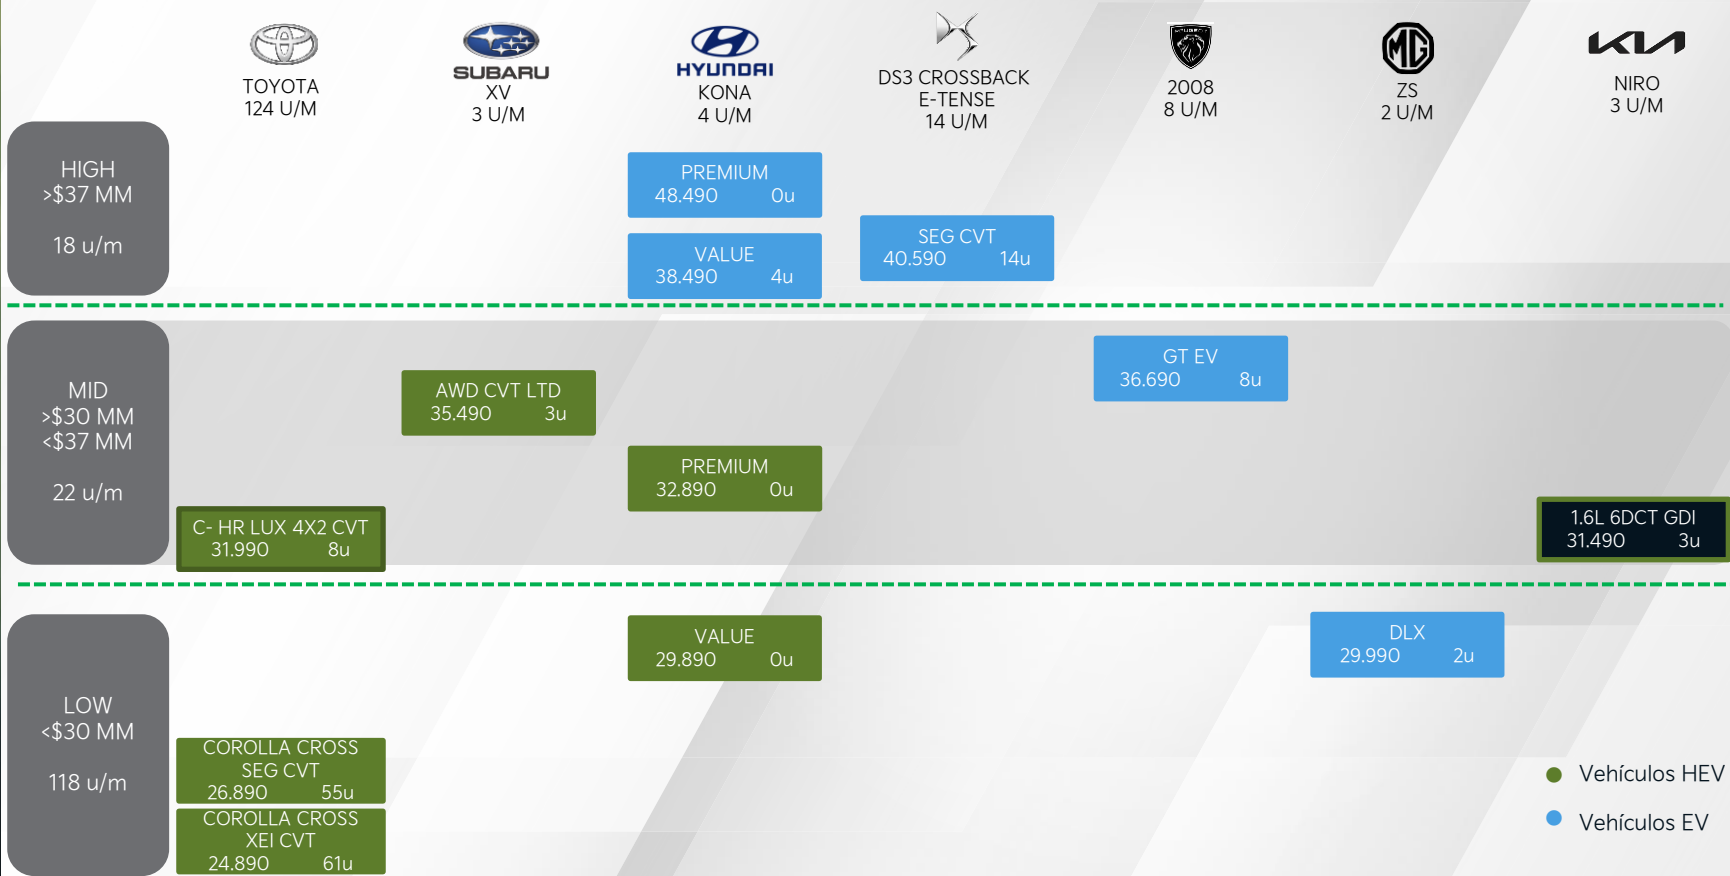 TOYOTA
124 U/M
SUBARU
XV
3 U/M
HYUNDAI
KONA
4 U/M
DS3 CROSSBACK
E-TENSE
14 U/M
PEUGEOT
2008
8 U/M
MG
ZS
2 U/M
KIA
NIRO
3 U/M
HIGH
>$37 MM
18 u/m
PREMIUM
48.490 0u
VALUE
38.490 4u
SEG CVT
40.590 14u
MID
>$30 MM
<$37 MM
22 u/m
GT EV
36.690 8u
AWD CVT LTD
35.490 3u
PREMIUM
32.890 0u
C- HR LUX 4X2 CVT
31.990 8u
1.6L 6DCT GDI
31.490 3u
LOW
<$30 MM
118 u/m
VALUE
29.890 0u
DLX
29.990 2u
COROLLA CROSS
SEG CVT
26.890 55u
COROLLA CROSS
XEI CVT
24.890 61u
Vehículos HEV
Vehículos EV